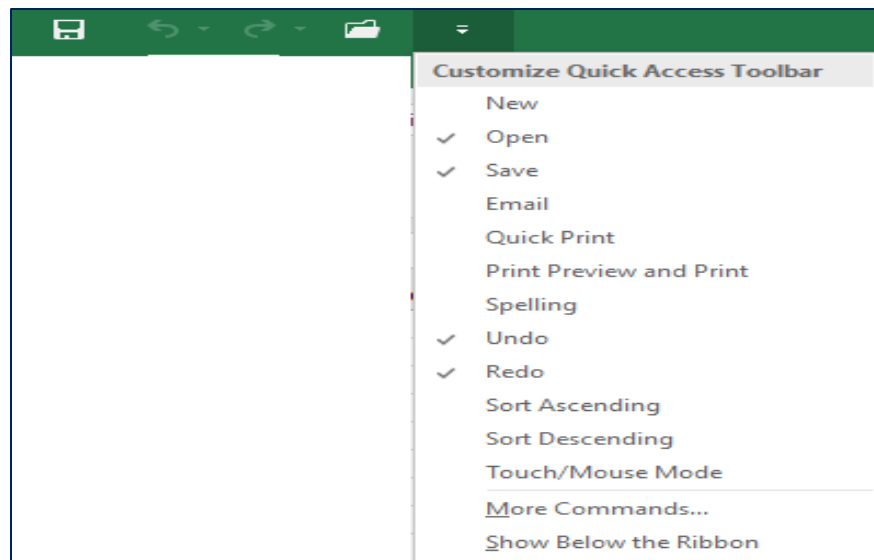 Customize Quick Access Toolbar
New
Open
Save
Email
Quick Print
Print Preview and Print
Spelling
Undo
Redo
Sort Ascending
Sort Descending
Touch/Mouse Mode
More Commands...
Show Below the Ribbon